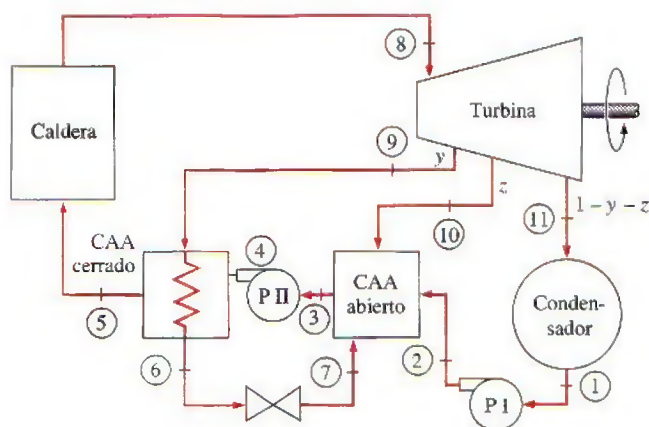 8
Caldera
Turbina
9
y
z
1 – y – z
10
11
CAA
cerrado
4
P II
CAA
abierto
Conden-
sador
5
3
2
6
7
1
P I